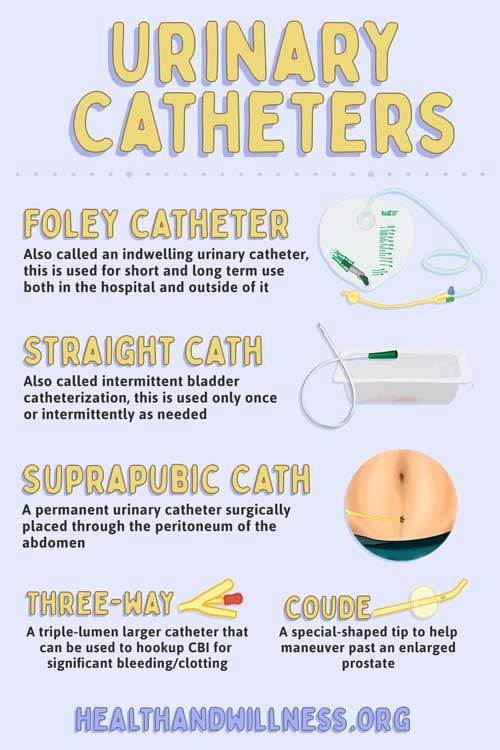 URINARY
CATHETERS
FOLEY CATHETER
Also called an indwelling urinary catheter,
this is used for short and long term use
both in the hospital and outside of it
STRAIGHT CATH
Also called intermittent bladder
catheterization, this is used only once
or intermittently as needed
SUPRAPUBIC CATH
A permanent urinary catheter surgically
placed through the peritoneum of the
abdomen
THREE-WAY
A triple-lumen larger catheter that
can be used to hookup CBI for
significant bleeding/clotting
COUDE
A special-shaped tip to help
maneuver past an enlarged
prostate
HEALTHANDWILLNESS.ORG